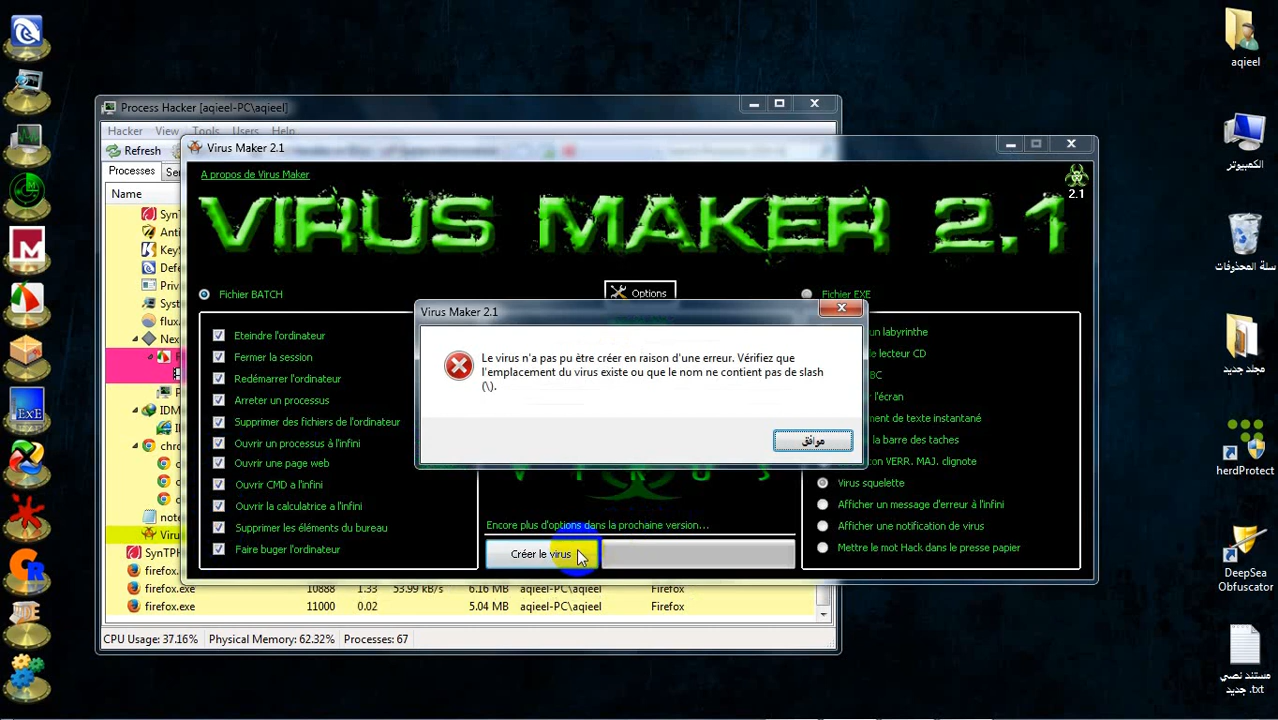 aqieel
الكمبيوتر
سلة المحذوفات
مجلد جديد
herdProtect
DeepSea
Obfuscator
مستند نصي
جديد .txt
Process Hacker [aqieel-PC\aqieel]
Hacker View Tools Users Help
Refresh
Processes
Name
SynTPH
firefox.exe 10888 1.33 53.99 kB/s 6.16 MB aqieel-PC\aqieel Firefox
firefox.exe 11000 0.02 5.04 MB aqieel-PC\aqieel Firefox
CPU Usage: 37.16% Physical Memory: 62.32% Processes: 67
Virus Maker 2.1
A propos de Virus Maker
2.1
VIRUS MAKER 2.1
Fichier BATCH
Options
Fichier EXE
Eteindre l'ordinateur
Fermer la session
Redémarrer l'ordinateur
Arreter un processus
Supprimer des fichiers de l'ordinateur
Ouvrir un processus à l'infini
Ouvrir une page web
Ouvrir CMD a l'infini
Ouvrir la calculatrice a l'infini
Supprimer les éléments du bureau
Faire buger l'ordinateur
Virus Maker 2.1
Le virus n'a pas pu être créer en raison d'une erreur. Vérifiez que
l'emplacement du virus existe ou que le nom ne contient pas de slash
(\).
موافق
Encore plus d'options dans la prochaine version...
Créer le virus
un labyrinthe
lecteur CD
l'écran
ment de texte instantané
la barre des taches
VERR. MAJ. clignote
Virus squelette
Afficher un message d'erreur à l'infini
Afficher une notification de virus
Mettre le mot Hack dans le presse papier